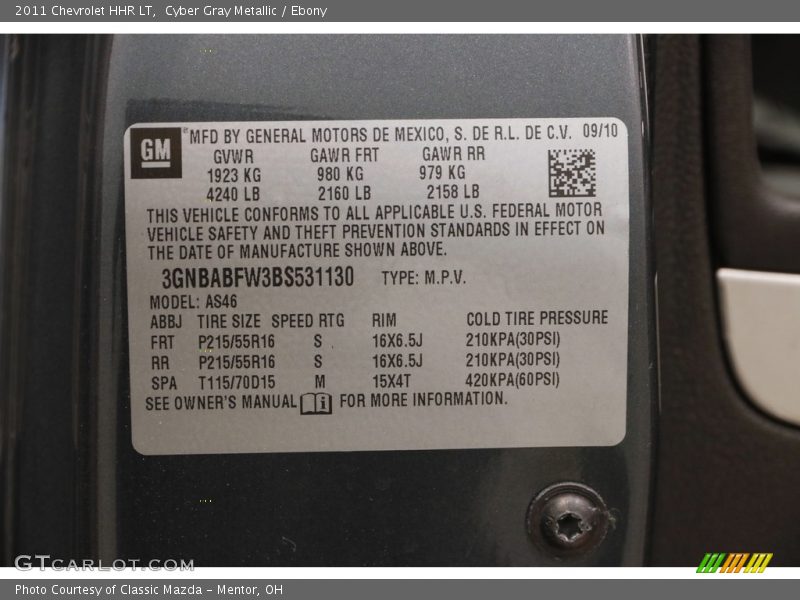 2011 Chevrolet HHR LT, Cyber Gray Metallic / Ebony
GM ® MFD BY GENERAL MOTORS DE MEXICO, S. DE R.L. DE C.V. 09/10
GVWR GAWR FRT GAWR RR
1923 KG 980 KG 979 KG
4240 LB 2160 LB 2158 LB
THIS VEHICLE CONFORMS TO ALL APPLICABLE U.S. FEDERAL MOTOR
VEHICLE SAFETY AND THEFT PREVENTION STANDARDS IN EFFECT ON
THE DATE OF MANUFACTURE SHOWN ABOVE.
3GNBABFW3BS531130 TYPE: M.P.V.
MODEL: AS46
ABBJ TIRE SIZE SPEED RTG RIM COLD TIRE PRESSURE
FRT P215/55R16 S 16X6.5J 210KPA(30PSI)
RR P215/55R16 S 16X6.5J 210KPA(30PSI)
SPA T115/70D15 M 15X4T 420KPA(60PSI)
SEE OWNER'S MANUAL i FOR MORE INFORMATION.
GTCARLOT.COM
Photo Courtesy of Classic Mazda - Mentor, OH